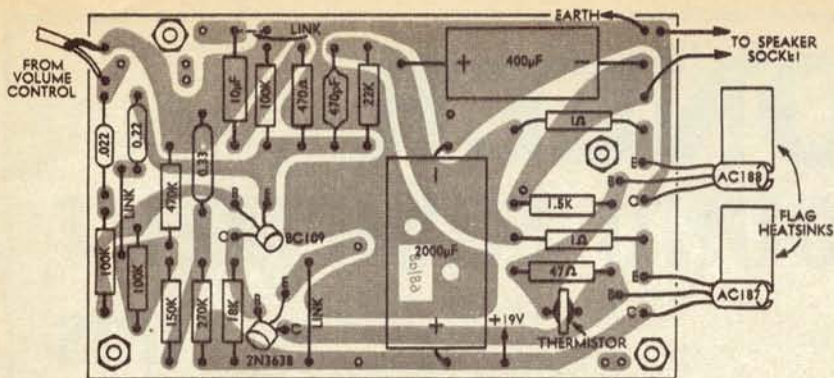 EARTH
LINK
TO SPEAKER
SOCKET
FROM
VOLUME
CONTROL
10µF
100K
470Ω
470pF
22K
+ 400µF −
.022
0.22
0.33
1Ω
LINK
470K
E
B
C
AC188
FLAG
HEATSINKS
B
E
C
BC109
1.5K
−
2000µF
+
68/d8
1Ω
47Ω
100K
100K
150K
270K
18K
B
E
C
2N3638
LINK
+19V
THERMISTOR
E
B
C
AC187